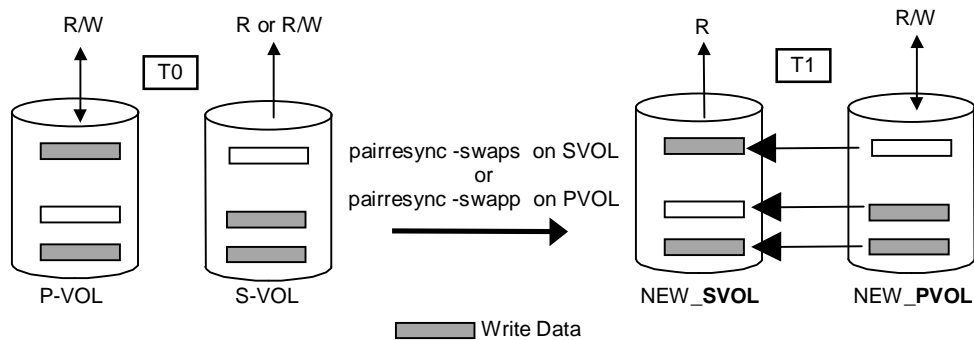 R/W
R or R/W
T0
P-VOL
S-VOL
pairresync -swaps on SVOL
or
pairresync -swapp on PVOL
R
R/W
T1
NEW_SVOL
NEW_PVOL
Write Data